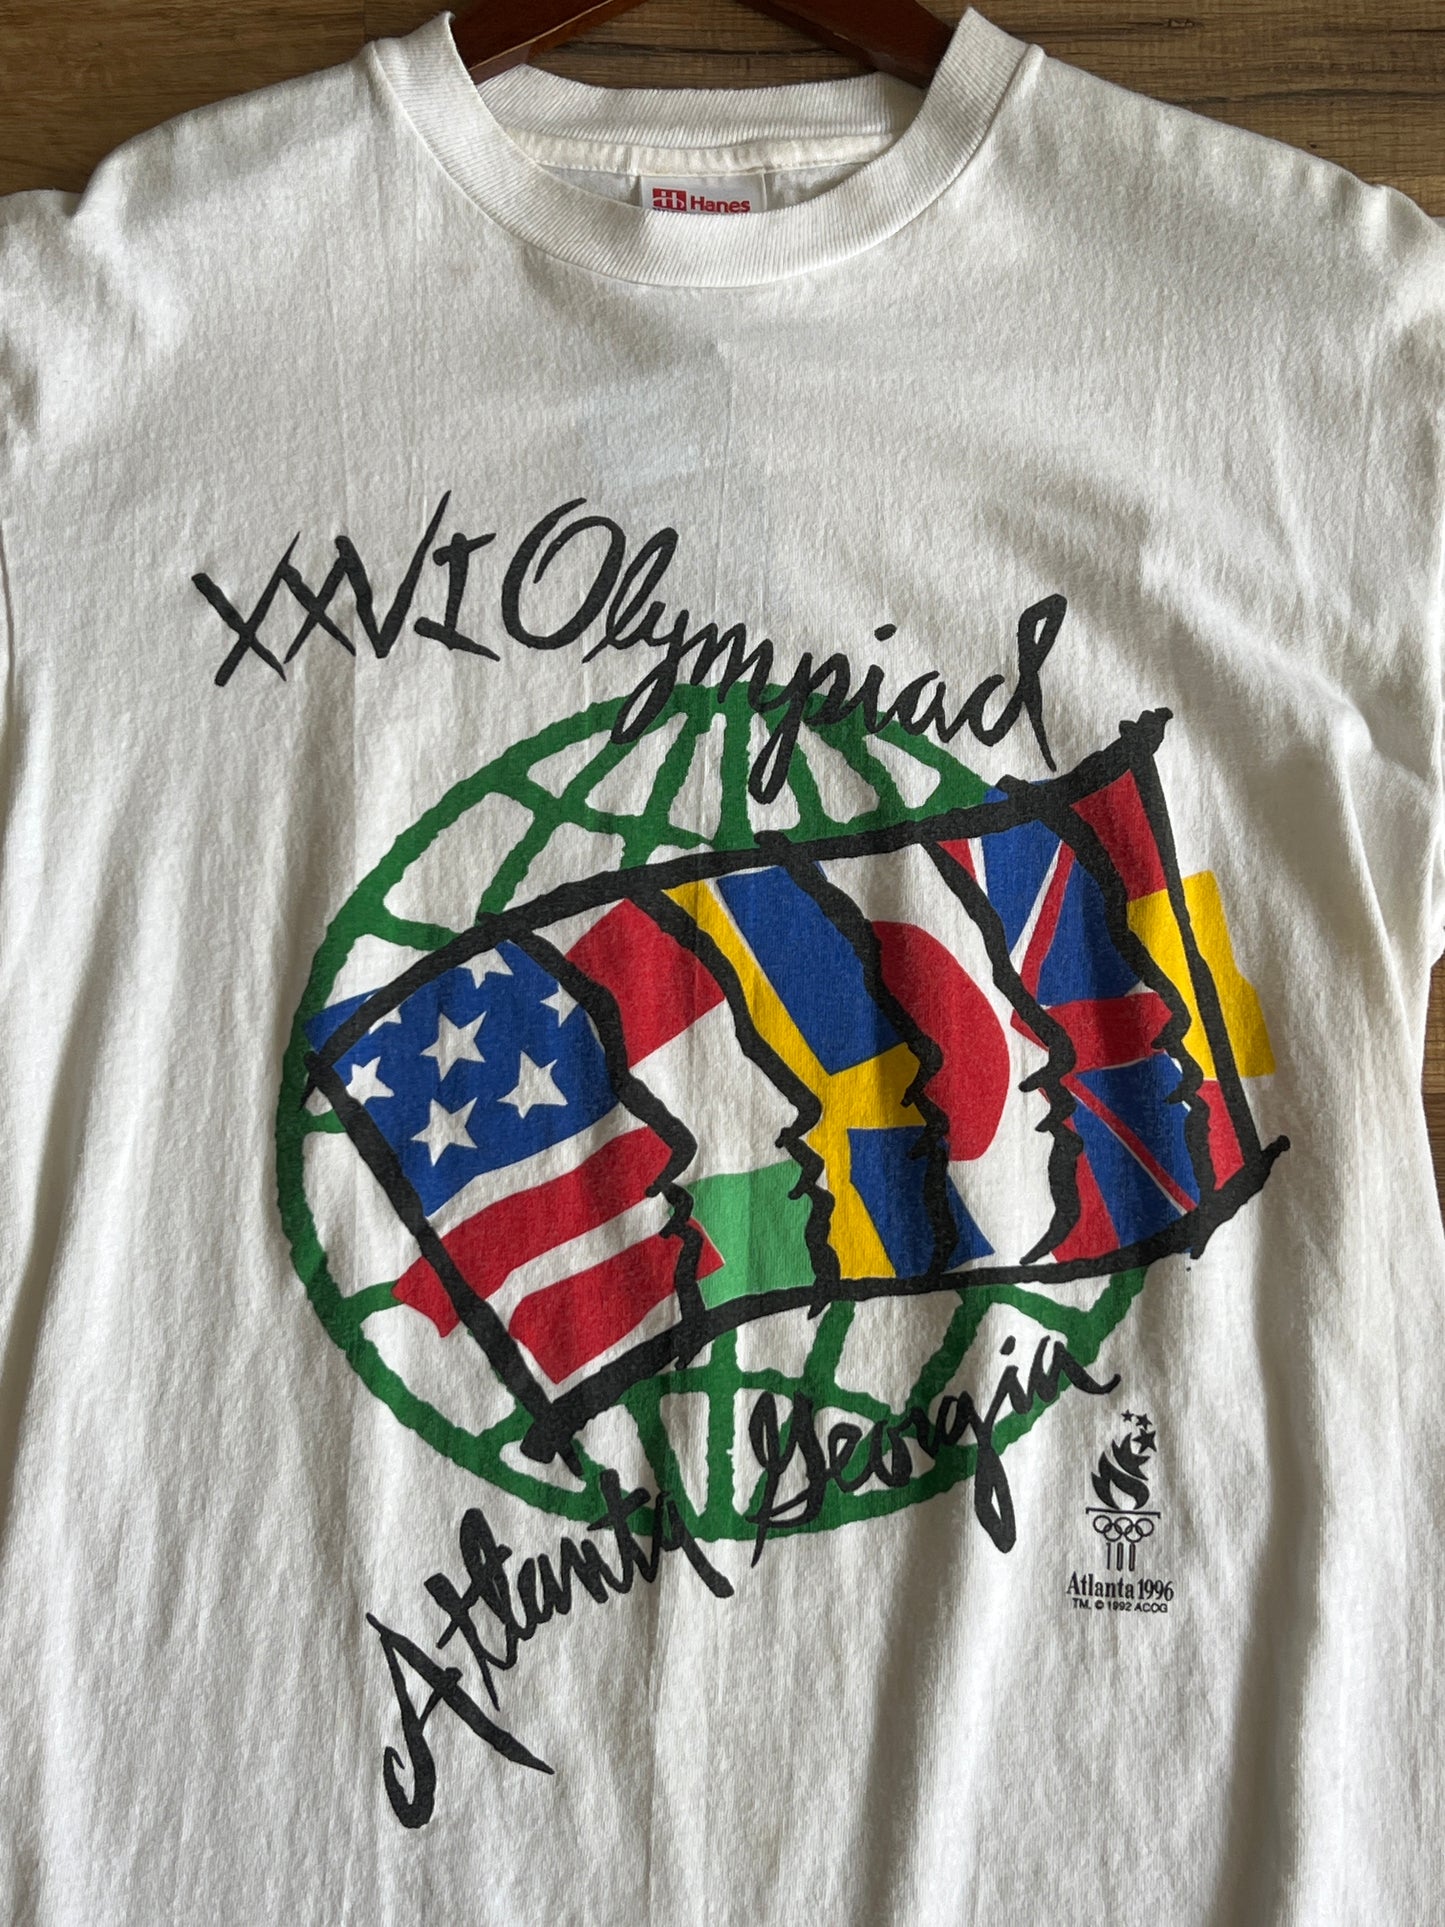 Hanes
XXVI Olympiad
Atlanta Georgia
Atlanta 1996
TM, © 1992 ACOG